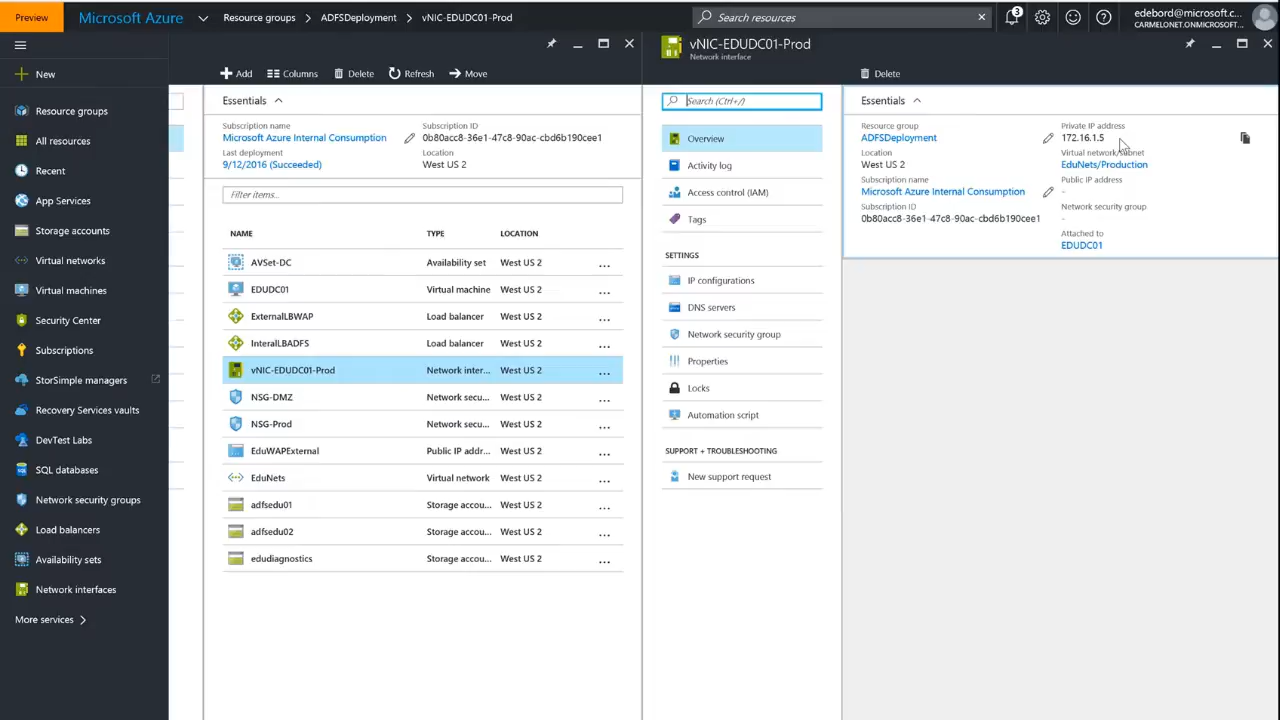 Preview
Microsoft Azure
Resource groups > ADFSDeployment > vNIC-EDUDC01-Prod
Search resources
3
edebord@microsoft.c...
CARMELONET.ONMICROSOFT...
New
Resource groups
All resources
Recent
App Services
Storage accounts
Virtual networks
Virtual machines
Security Center
Subscriptions
StorSimple managers
Recovery Services vaults
DevTest Labs
SQL databases
Network security groups
Load balancers
Availability sets
Network interfaces
More services >
Add
Columns
Delete
Refresh
Move
Essentials
Subscription name
Microsoft Azure Internal Consumption
Last deployment
9/12/2016 (Succeeded)
Subscription ID
0b80acc8-36e1-47c8-90ac-cbd6b190cee1
Location
West US 2
Filter items...
NAME TYPE LOCATION
AVSet-DC Availability set West US 2 ...
EDUDC01 Virtual machine West US 2 ...
ExternalLBWAP Load balancer West US 2 ...
InteralLBADFS Load balancer West US 2 ...
vNIC-EDUDC01-Prod Network inter... West US 2 ...
NSG-DMZ Network secu... West US 2 ...
NSG-Prod Network secu... West US 2 ...
EduWAPExternal Public IP addr... West US 2 ...
EduNets Virtual network West US 2 ...
adfsedu01 Storage accou... West US 2 ...
adfsedu02 Storage accou... West US 2 ...
edudiagnostics Storage accou... West US 2 ...
vNIC-EDUDC01-Prod
Network interface
Search (Ctrl+/)
Overview
Activity log
Access control (IAM)
Tags
SETTINGS
IP configurations
DNS servers
Network security group
Properties
Locks
Automation script
SUPPORT + TROUBLESHOOTING
New support request
Delete
Essentials
Resource group
ADFSDeployment
Location
West US 2
Subscription name
Microsoft Azure Internal Consumption
Subscription ID
0b80acc8-36e1-47c8-90ac-cbd6b190cee1
Private IP address
172.16.1.5
Virtual network/subnet
EduNets/Production
Public IP address
-
Network security group
-
Attached to
EDUDC01